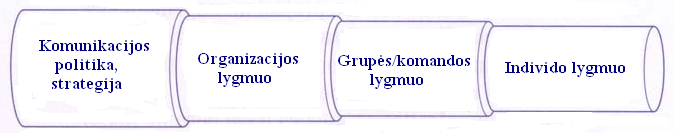 Komunikacijos
politika,
strategija
Organizacijos
lygmuo
Grupės/komandos
lygmuo
Individo lygmuo